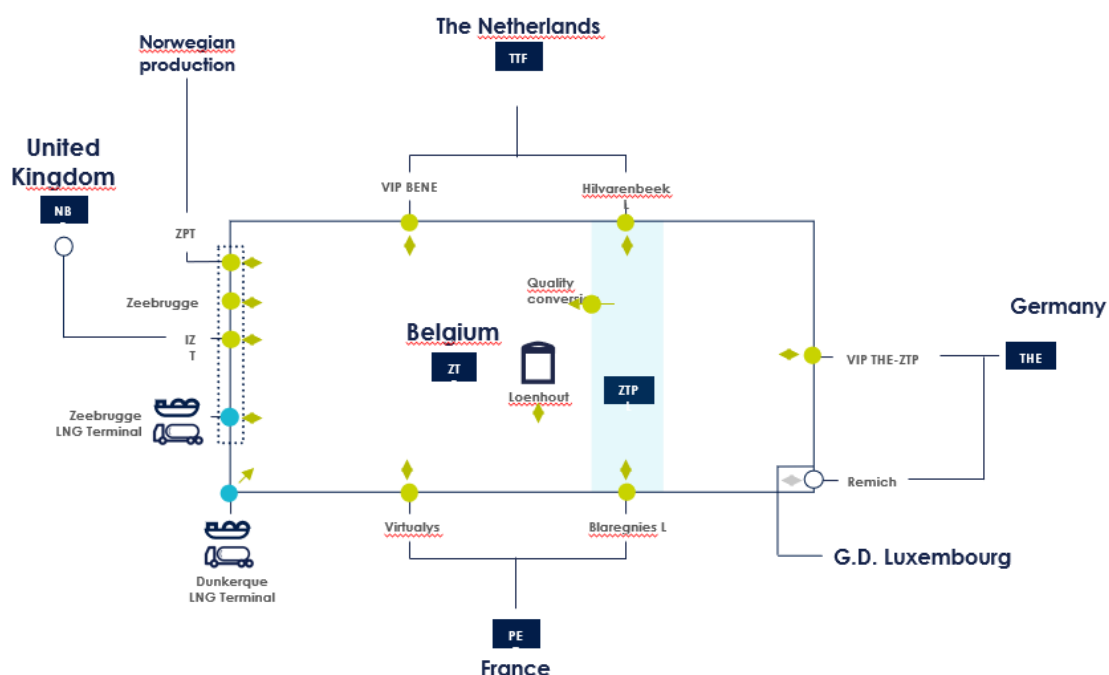 The Netherlands
TTF
Norwegian
production
United
Kingdom
NB
VIP BENE
Hilvarenbeek
ZPT
Zeebrugge
IZ
T
Quality
Belgium
ZT
Loenhout
ZTP
Germany
THE
VIP THE-ZTP
Zeebrugge
LNG Terminal
Remich
Virtualys
Blaregnies L
G.D. Luxembourg
Dunkerque
LNG Terminal
PE
France